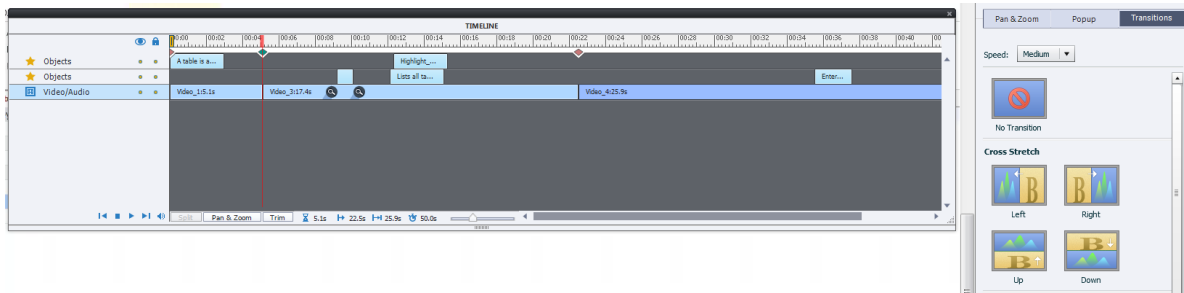 TIMELINE
00:00 00:02 00:04 00:06 00:08 00:10 00:12 00:14 00:16 00:18 00:20 00:22 00:24 00:26 00:28 00:30 00:32 00:34 00:36 00:38 00:40 00
Objects A table is a... Highlight_...
Objects Lists all ta... Enter...
Video/Audio Video_1:5.1s Video_3:17.4s Video_4:25.9s
Split Pan & Zoom Trim 5.1s 22.5s 25.9s 50.0s
Pan & Zoom Popup Transitions
Speed: Medium
No Transition
Cross Stretch
B B
Left Right
B B
Up Down